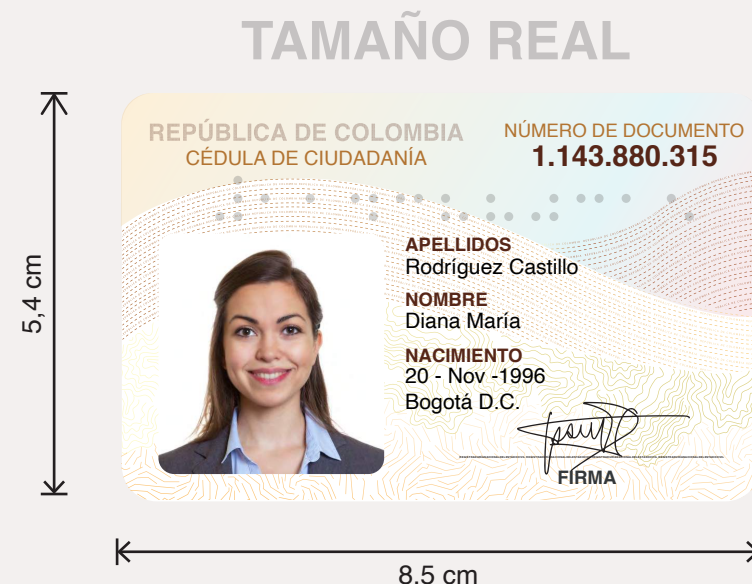 TAMAÑO REAL
REPÚBLICA DE COLOMBIA
CÉDULA DE CIUDADANÍA
NÚMERO DE DOCUMENTO
1.143.880.315
APELLIDOS
Rodríguez Castillo
NOMBRE
Diana María
NACIMIENTO
20 - Nov -1996
Bogotá D.C.
FIRMA
5,4 cm
8,5 cm